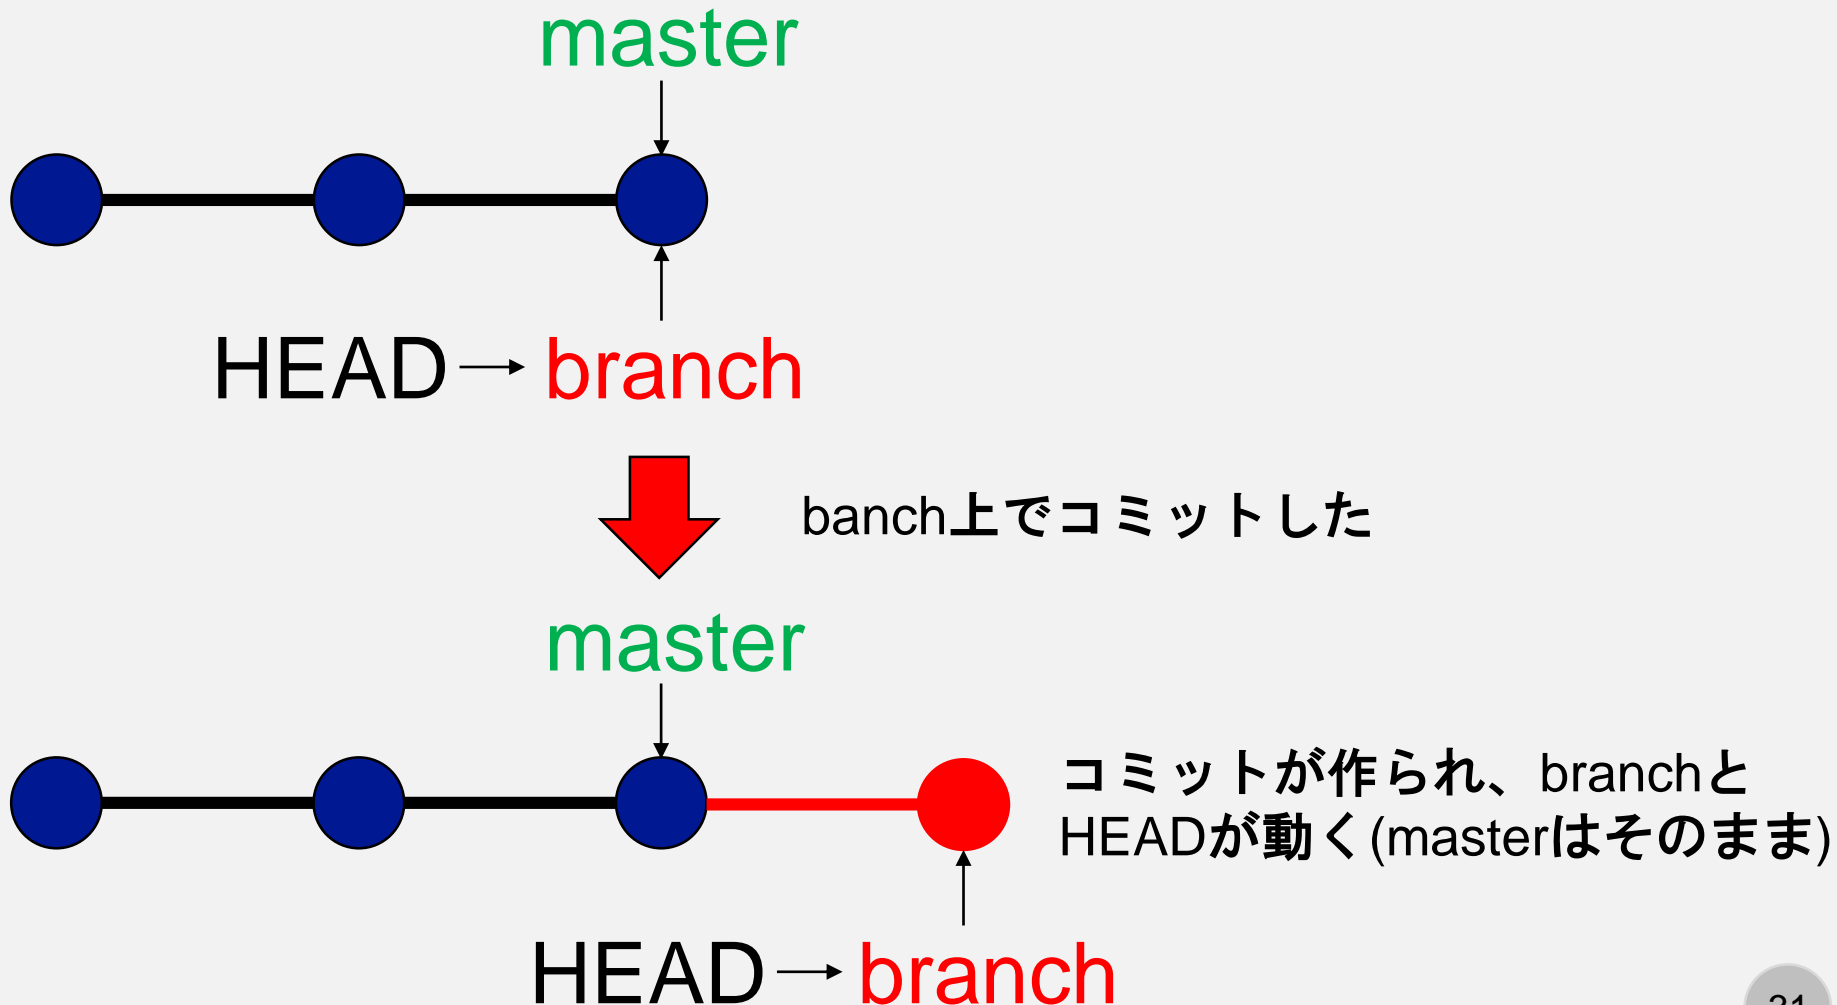 master
HEAD branch
banch上でコミットした
master
コミットが作られ、branchと
HEADが動く(masterはそのまま)
HEAD branch